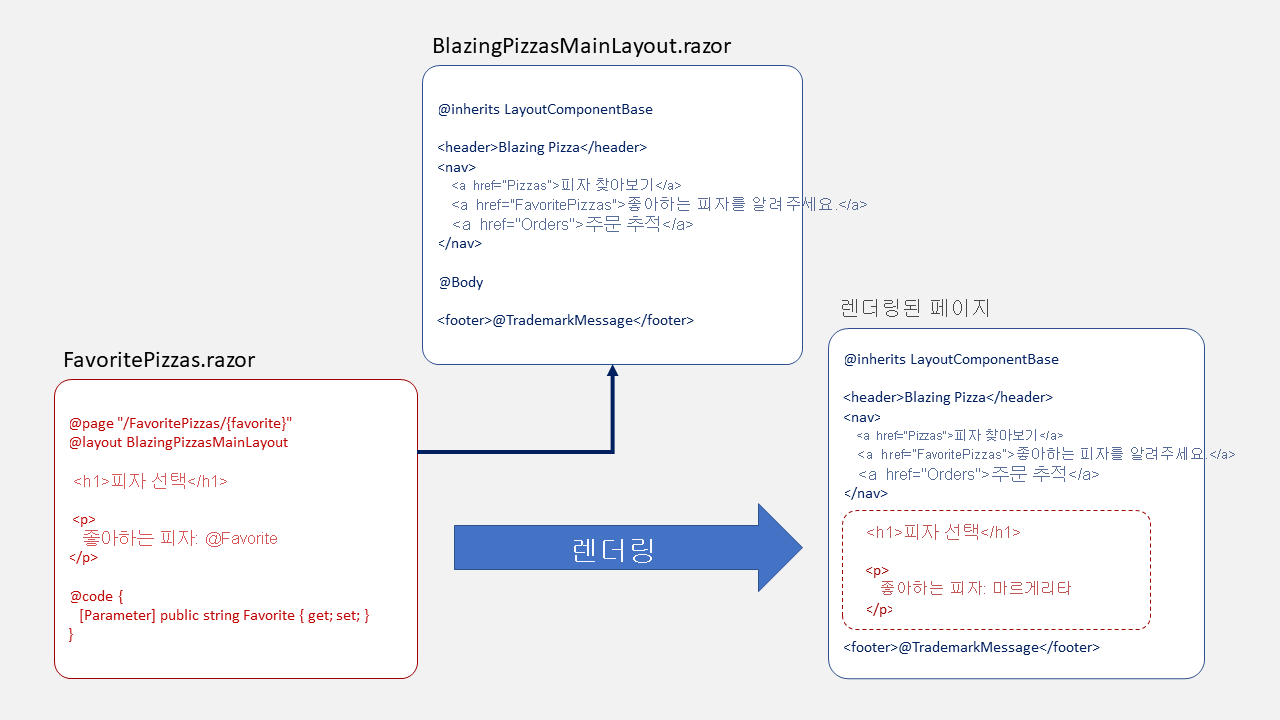 BlazingPizzasMainLayout.razor
@inherits LayoutComponentBase
<header>Blazing Pizza</header>
<nav>
<a href="Pizzas">피자 찾아보기</a>
<a href="FavoritePizzas">좋아하는 피자를 알려주세요.</a>
<a href="Orders">주문 추적</a>
</nav>
@Body
<footer>@TrademarkMessage</footer>
FavoritePizzas.razor
@page "/FavoritePizzas/{favorite}"
@layout BlazingPizzasMainLayout
<h1>피자 선택</h1>
<p>
좋아하는 피자: @Favorite
</p>
@code {
[Parameter] public string Favorite { get; set; }
}
렌더링
렌더링된 페이지
@inherits LayoutComponentBase
<header>Blazing Pizza</header>
<nav>
<a href="Pizzas">피자 찾아보기</a>
<a href="FavoritePizzas">좋아하는 피자를 알려주세요.</a>
<a href="Orders">주문 추적</a>
</nav>
<h1>피자 선택</h1>
<p>
좋아하는 피자: 마르게리타
</p>
<footer>@TrademarkMessage</footer>